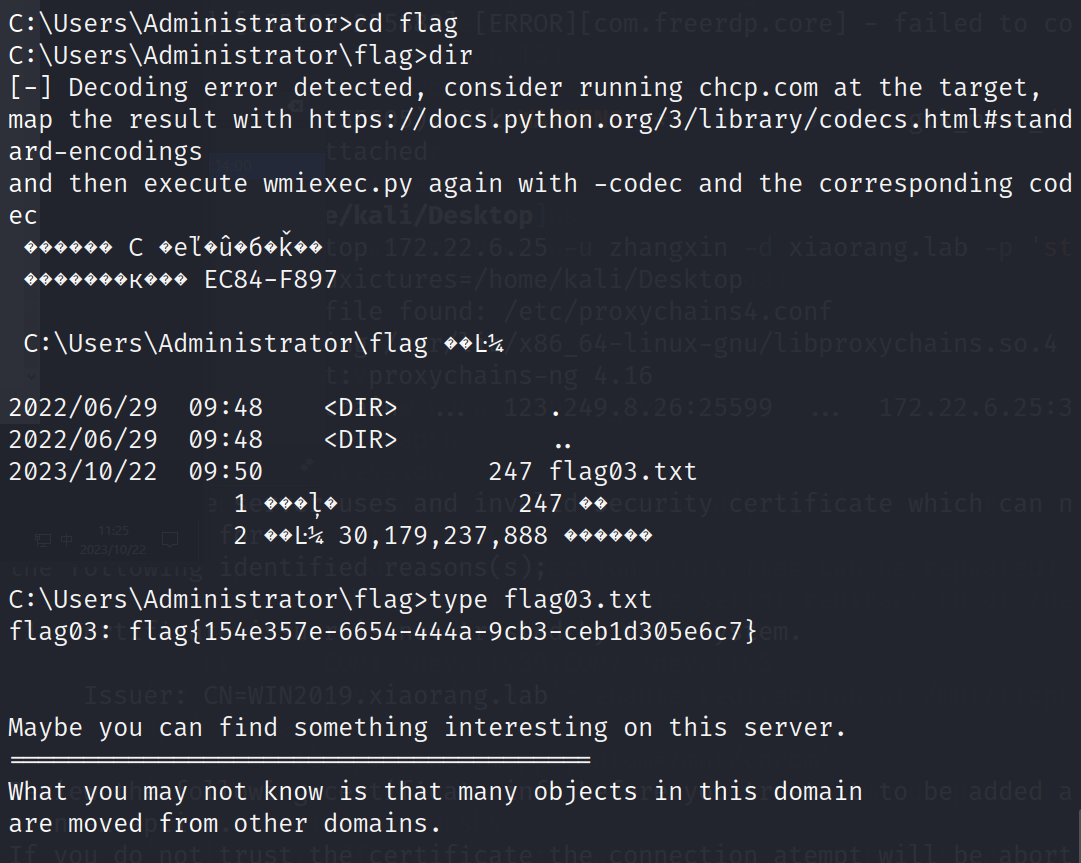 C:\Users\Administrator>cd flag
C:\Users\Administrator\flag>dir
[-] Decoding error detected, consider running chcp.com at the target,
map the result with https://docs.python.org/3/library/codecs.html#stand
ard-encodings
and then execute wmiexec.py again with -codec and the corresponding cod
ec
������ C �eľ�û�б�ǩ��
�������к��� EC84-F897
C:\Users\Administrator\flag ��Ŀ¼
2022/06/29  09:48    <DIR>          .
2022/06/29  09:48    <DIR>          ..
2023/10/22  09:50               247 flag03.txt
1 ���ļ�            247 ��
2 ��Ŀ¼ 30,179,237,888 ������
C:\Users\Administrator\flag>type flag03.txt
flag03: flag{154e357e-6654-444a-9cb3-ceb1d305e6c7}
Maybe you can find something interesting on this server.
=======================================
What you may not know is that many objects in this domain
are moved from other domains.